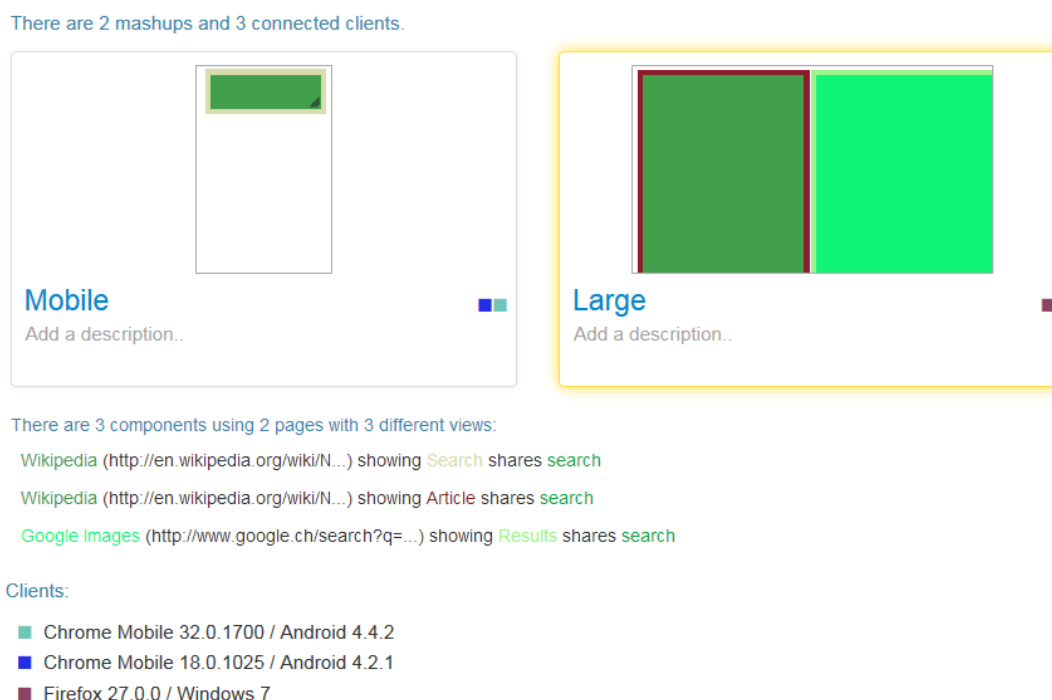 There are 2 mashups and 3 connected clients.
Mobile
Add a description..
Large
Add a description..
There are 3 components using 2 pages with 3 different views:
Wikipedia (http://en.wikipedia.org/wiki/N...) showing Search shares search
Wikipedia (http://en.wikipedia.org/wiki/N...) showing Article shares search
Google Images (http://www.google.ch/search?q=...) showing Results shares search
Clients:
Chrome Mobile 32.0.1700 / Android 4.4.2
Chrome Mobile 18.0.1025 / Android 4.2.1
Firefox 27.0.0 / Windows 7